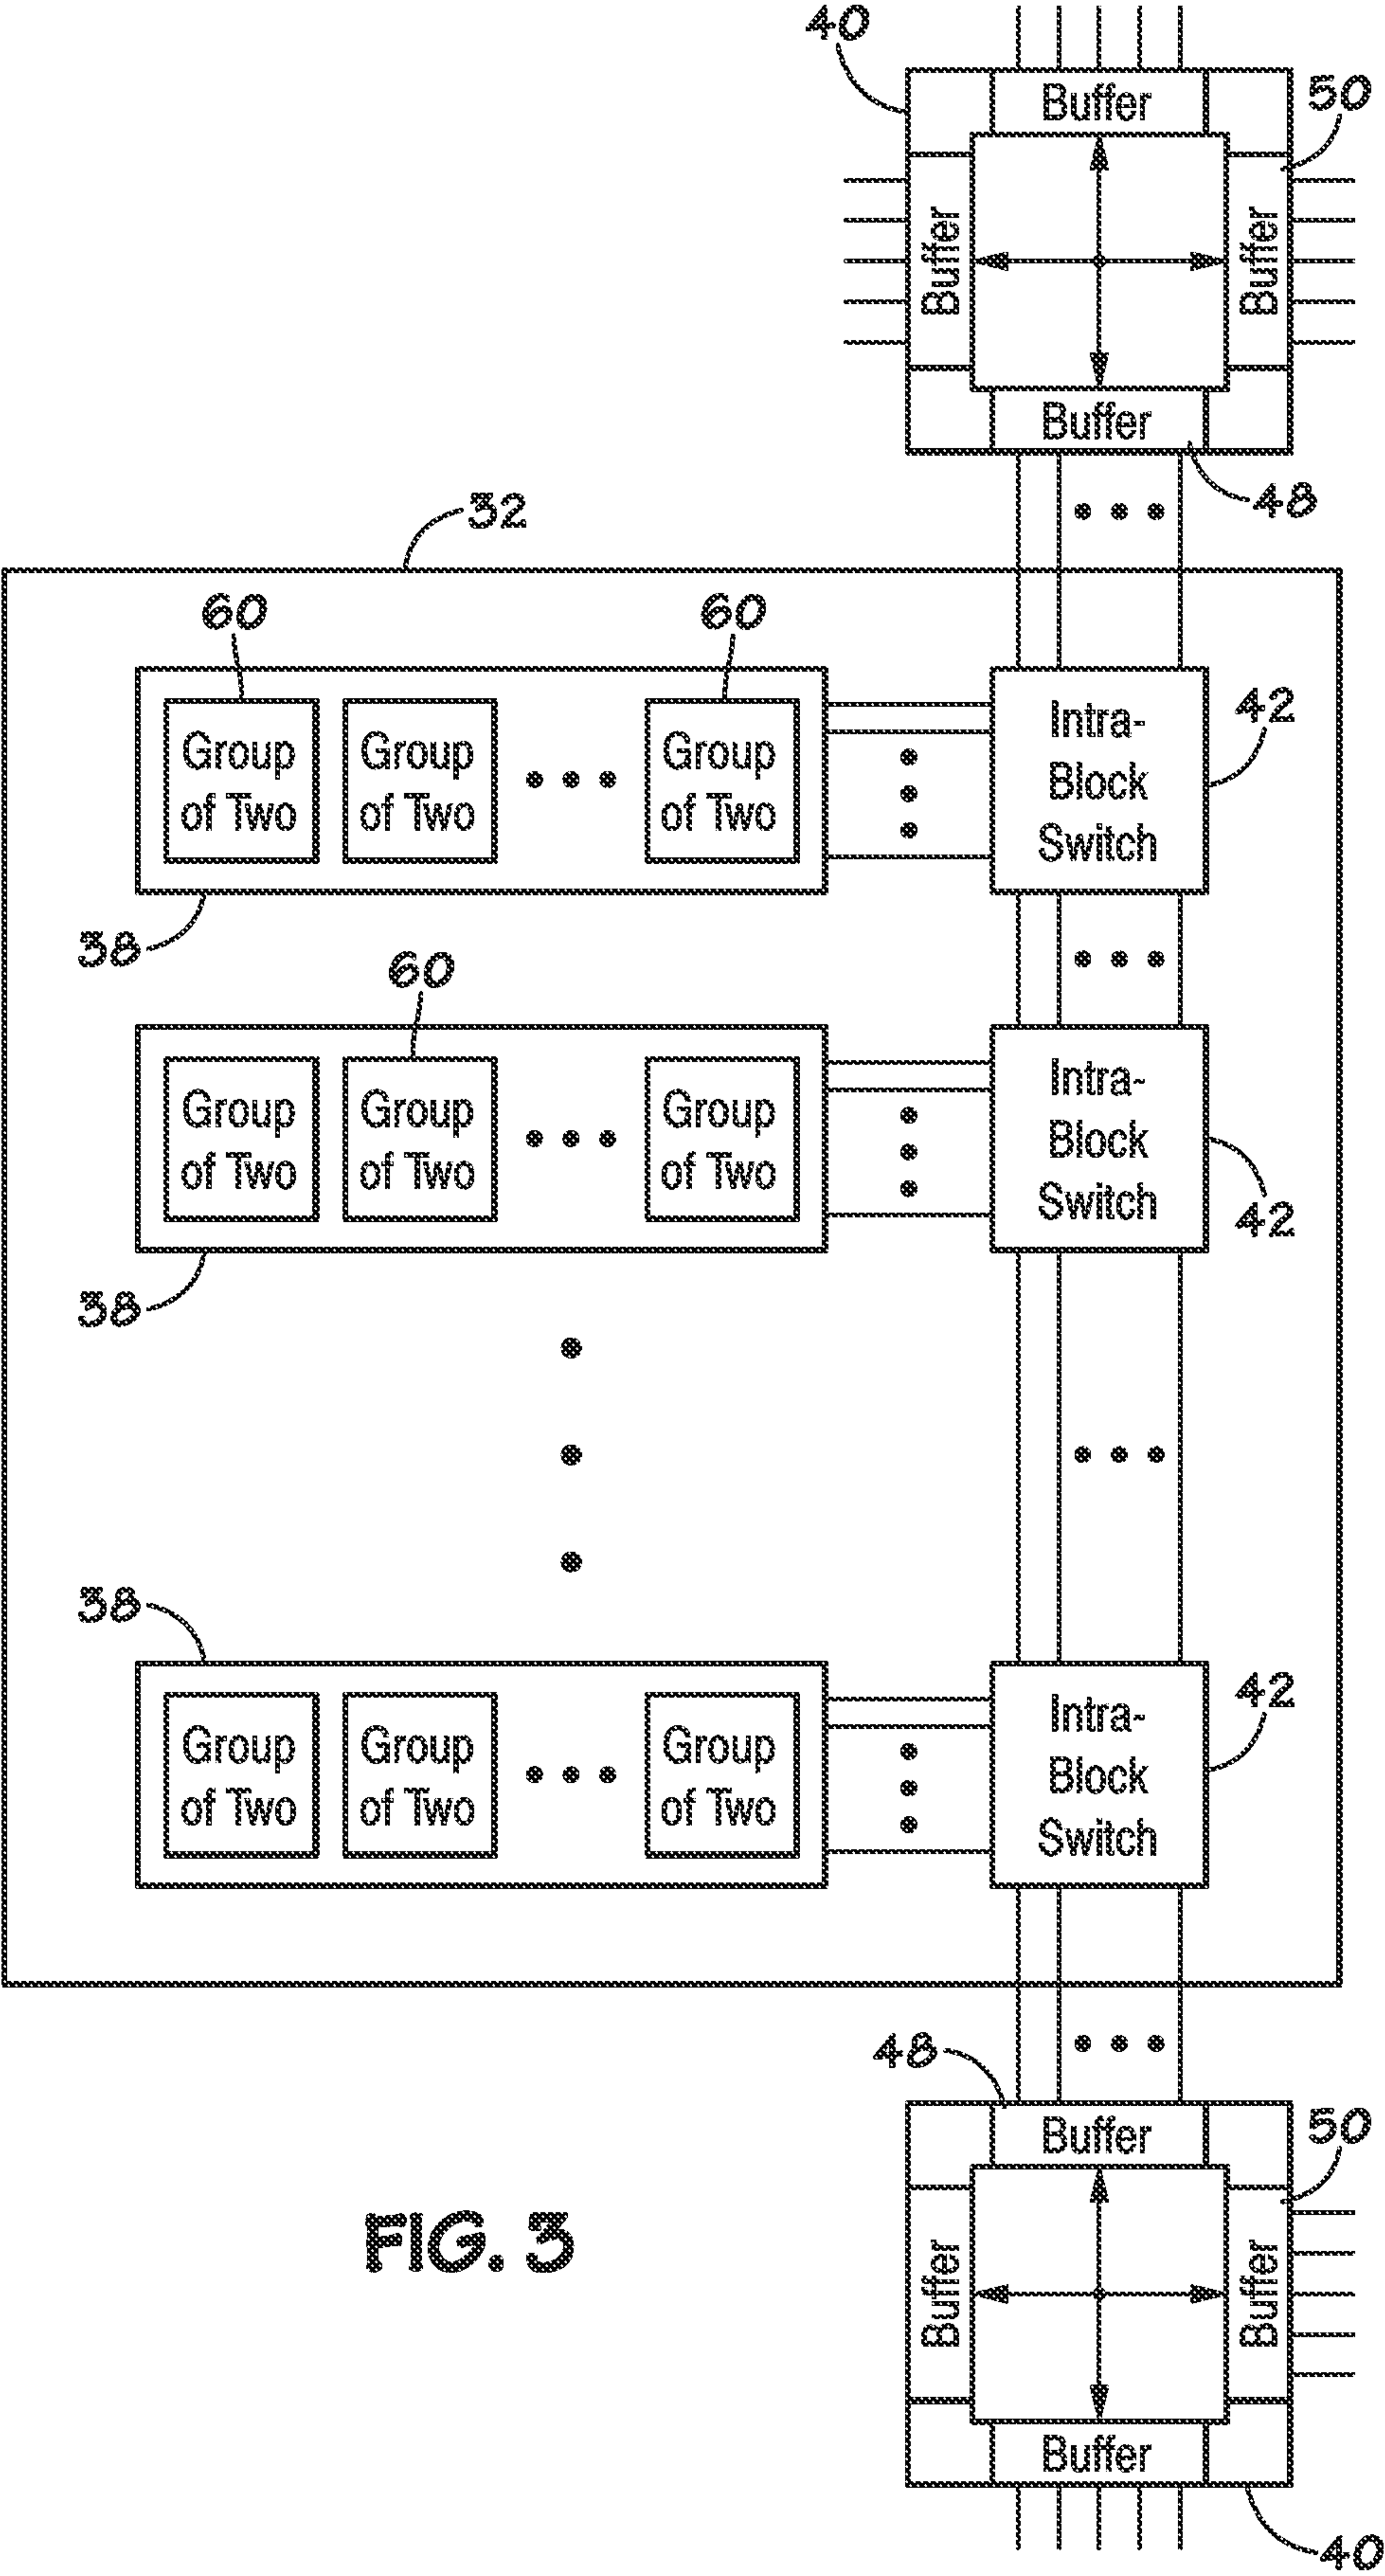 40
Buffer
50
Buffer
Buffer
Buffer
48
32
60
60
Group
of Two
Group
of Two
Group
of Two
Intra-
Block
Switch
42
38
60
Group
of Two
Group
of Two
Group
of Two
Intra-
Block
Switch
42
38
38
Group
of Two
Group
of Two
Group
of Two
Intra-
Block
Switch
42
48
Buffer
50
Buffer
Buffer
Buffer
40
FIG. 3